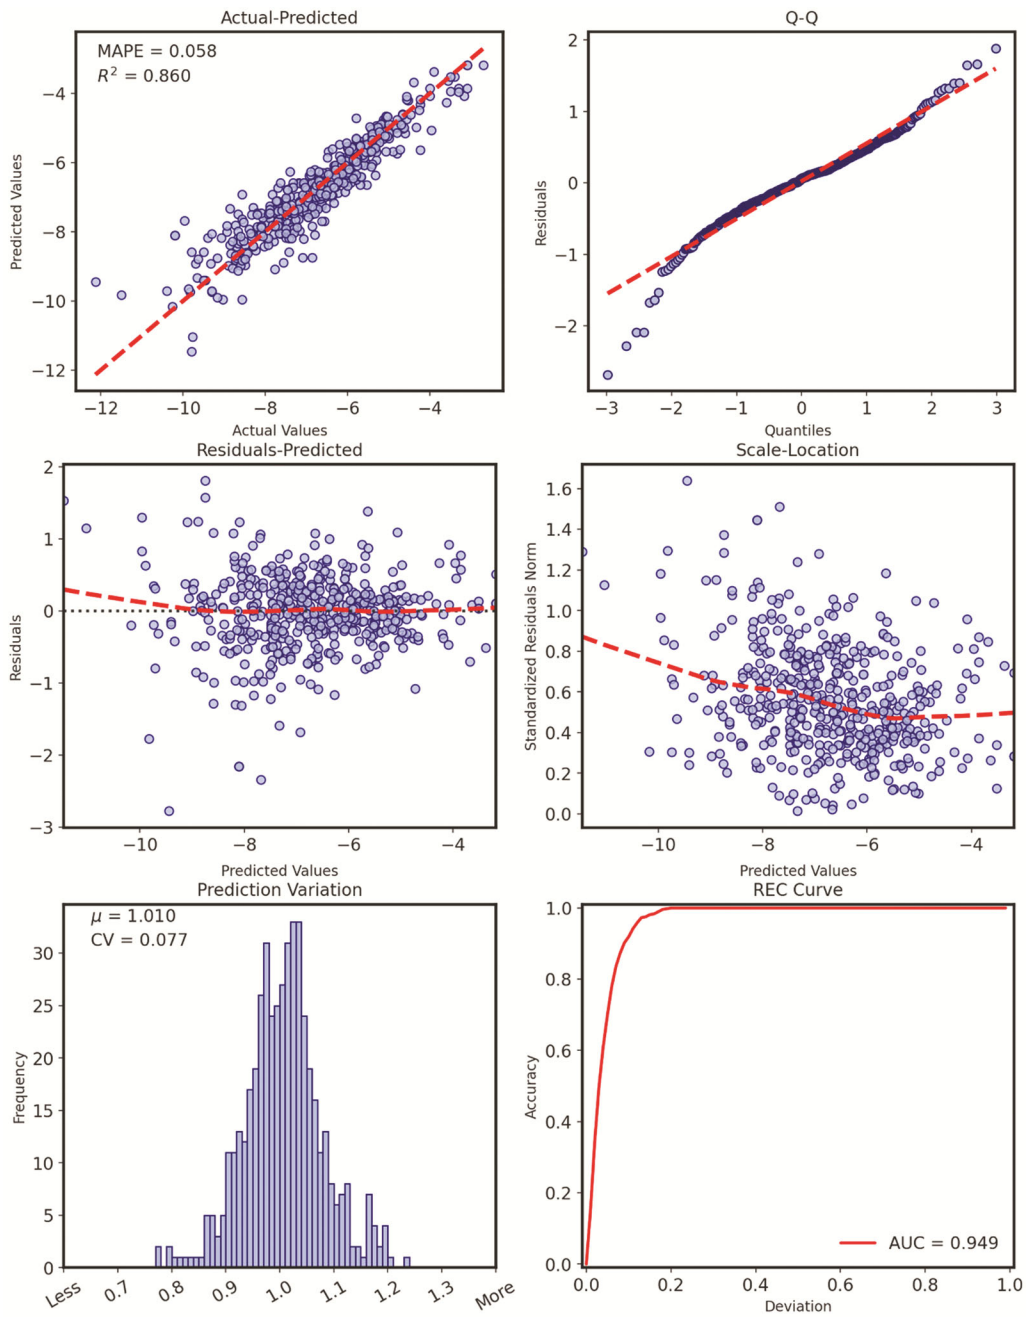 Actual-Predicted
MAPE = 0.058
R² = 0.860
−4
−6
−8
−10
−12
Predicted Values
−12 −10 −8 −6 −4
Actual Values
Q-Q
2
1
0
−1
−2
Residuals
−3 −2 −1 0 1 2 3
Quantiles
Residuals-Predicted
2
1
0
−1
−2
−3
Residuals
−10 −8 −6 −4
Predicted Values
Scale-Location
1.6
1.4
1.2
1.0
0.8
0.6
0.4
0.2
0.0
Standardized Residuals Norm
−10 −8 −6 −4
Predicted Values
Prediction Variation
μ = 1.010
CV = 0.077
30
25
20
15
10
5
0
Frequency
Less 0.7 0.8 0.9 1.0 1.1 1.2 1.3 More
REC Curve
1.0
0.8
0.6
0.4
0.2
0.0
Accuracy
AUC = 0.949
0.0 0.2 0.4 0.6 0.8 1.0
Deviation